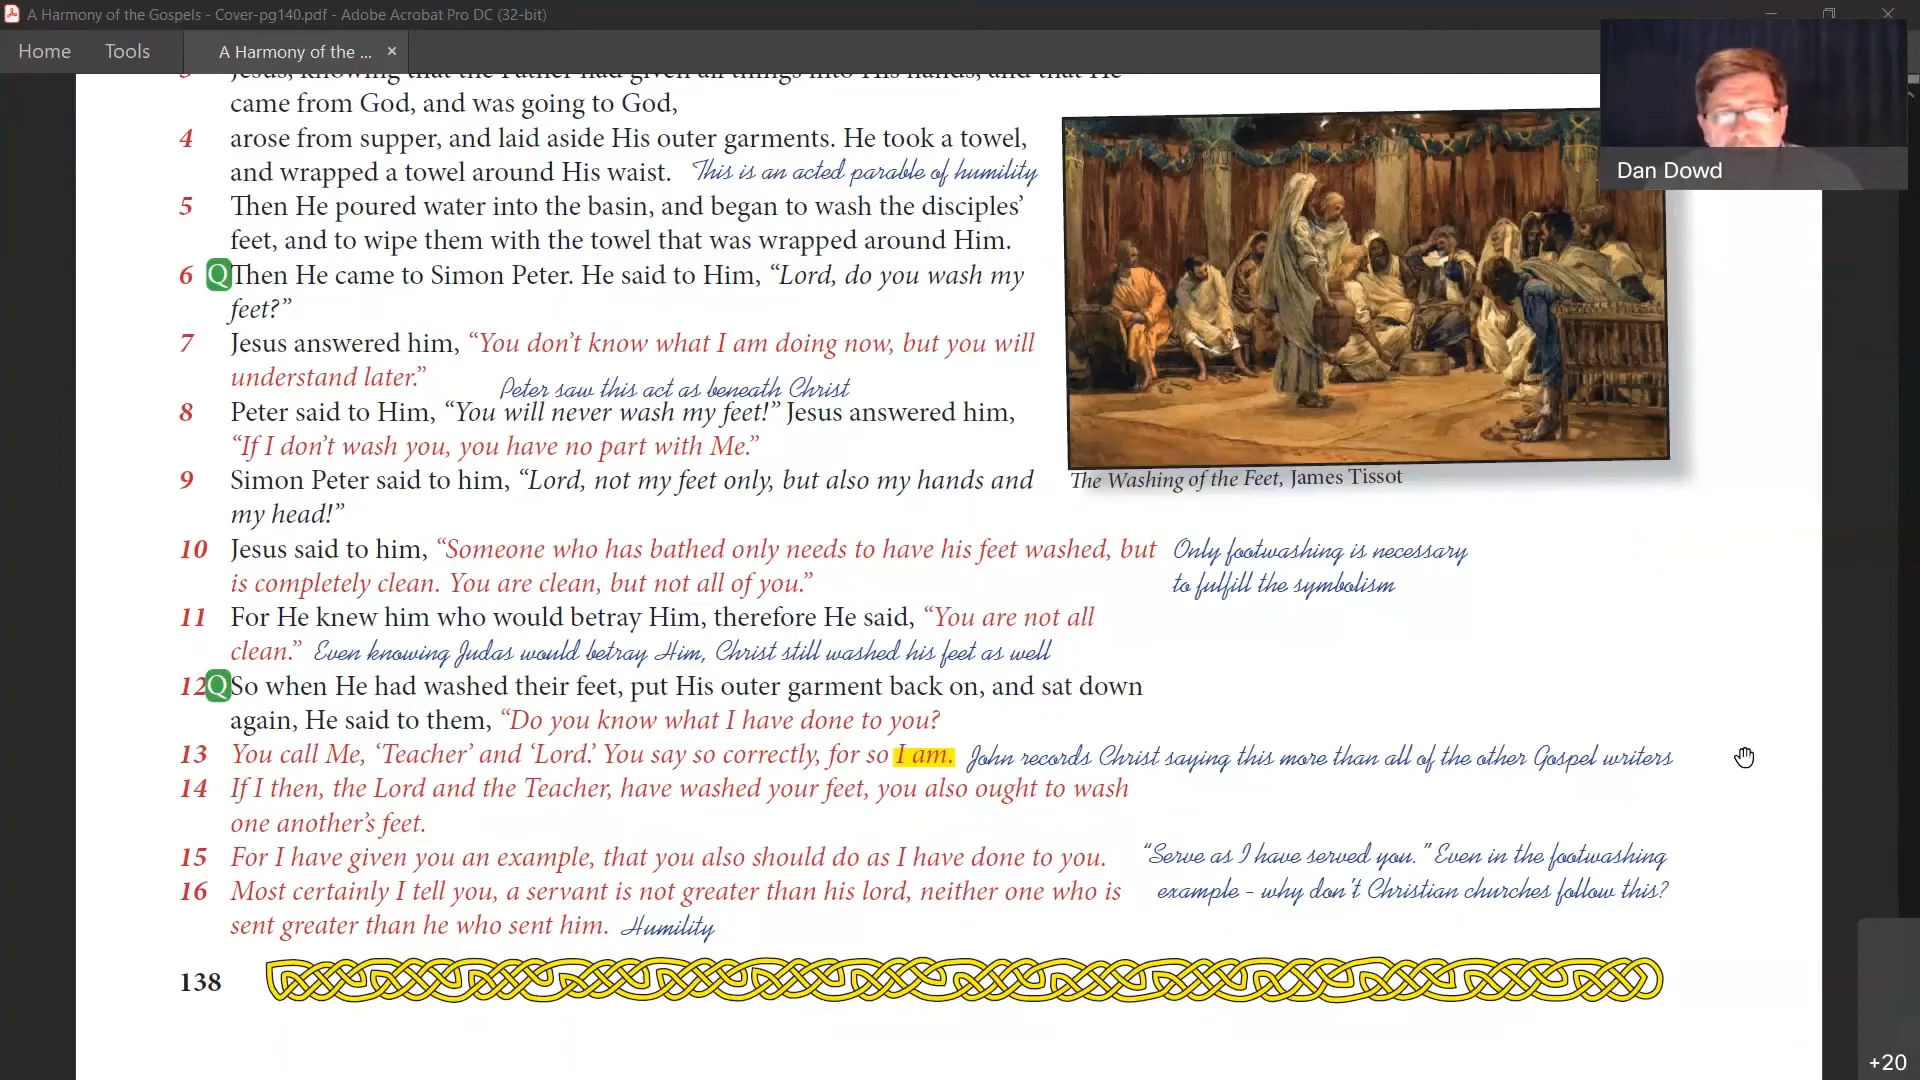 A Harmony of the Gospels - Cover-pg140.pdf - Adobe Acrobat Pro DC (32-bit)
Home Tools A Harmony of the ... ×
3 Jesus, knowing that the Father had given all things into His hands, and that He
came from God, and was going to God,
4 arose from supper, and laid aside His outer garments. He took a towel,
and wrapped a towel around His waist. This is an acted parable of humility
5 Then He poured water into the basin, and began to wash the disciples’
feet, and to wipe them with the towel that was wrapped around Him.
6 Q Then He came to Simon Peter. He said to Him, “Lord, do you wash my
feet?”
7 Jesus answered him, “You don’t know what I am doing now, but you will
understand later.”
Peter saw this act as beneath Christ
8 Peter said to Him, “You will never wash my feet!” Jesus answered him,
“If I don’t wash you, you have no part with Me.”
9 Simon Peter said to him, “Lord, not my feet only, but also my hands and
my head!”
10 Jesus said to him, “Someone who has bathed only needs to have his feet washed, but
is completely clean. You are clean, but not all of you.”
Only footwashing is necessary
to fulfill the symbolism
11 For He knew him who would betray Him, therefore He said, “You are not all
clean.” Even knowing Judas would betray Him, Christ still washed his feet as well
12 Q So when He had washed their feet, put His outer garment back on, and sat down
again, He said to them, “Do you know what I have done to you?
13 You call Me, ‘Teacher’ and ‘Lord.’ You say so correctly, for so I am. John records Christ saying this more than all of the other Gospel writers
14 If I then, the Lord and the Teacher, have washed your feet, you also ought to wash
one another’s feet.
15 For I have given you an example, that you also should do as I have done to you.
16 Most certainly I tell you, a servant is not greater than his lord, neither one who is
sent greater than he who sent him. Humility
“Serve as I have served you.” Even in the footwashing
example - why don’t Christian churches follow this?
138
The Washing of the Feet, James Tissot
Dan Dowd
+20